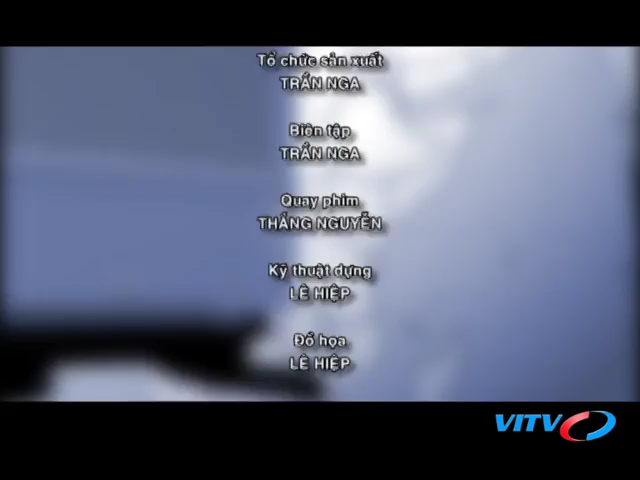 Tổ chức sản xuất
TRẦN NGA
Biên tập
TRẦN NGA
Quay phim
THẮNG NGUYỄN
Kỹ thuật dựng
LÊ HIỆP
Đồ họa
LÊ HIỆP
VITV